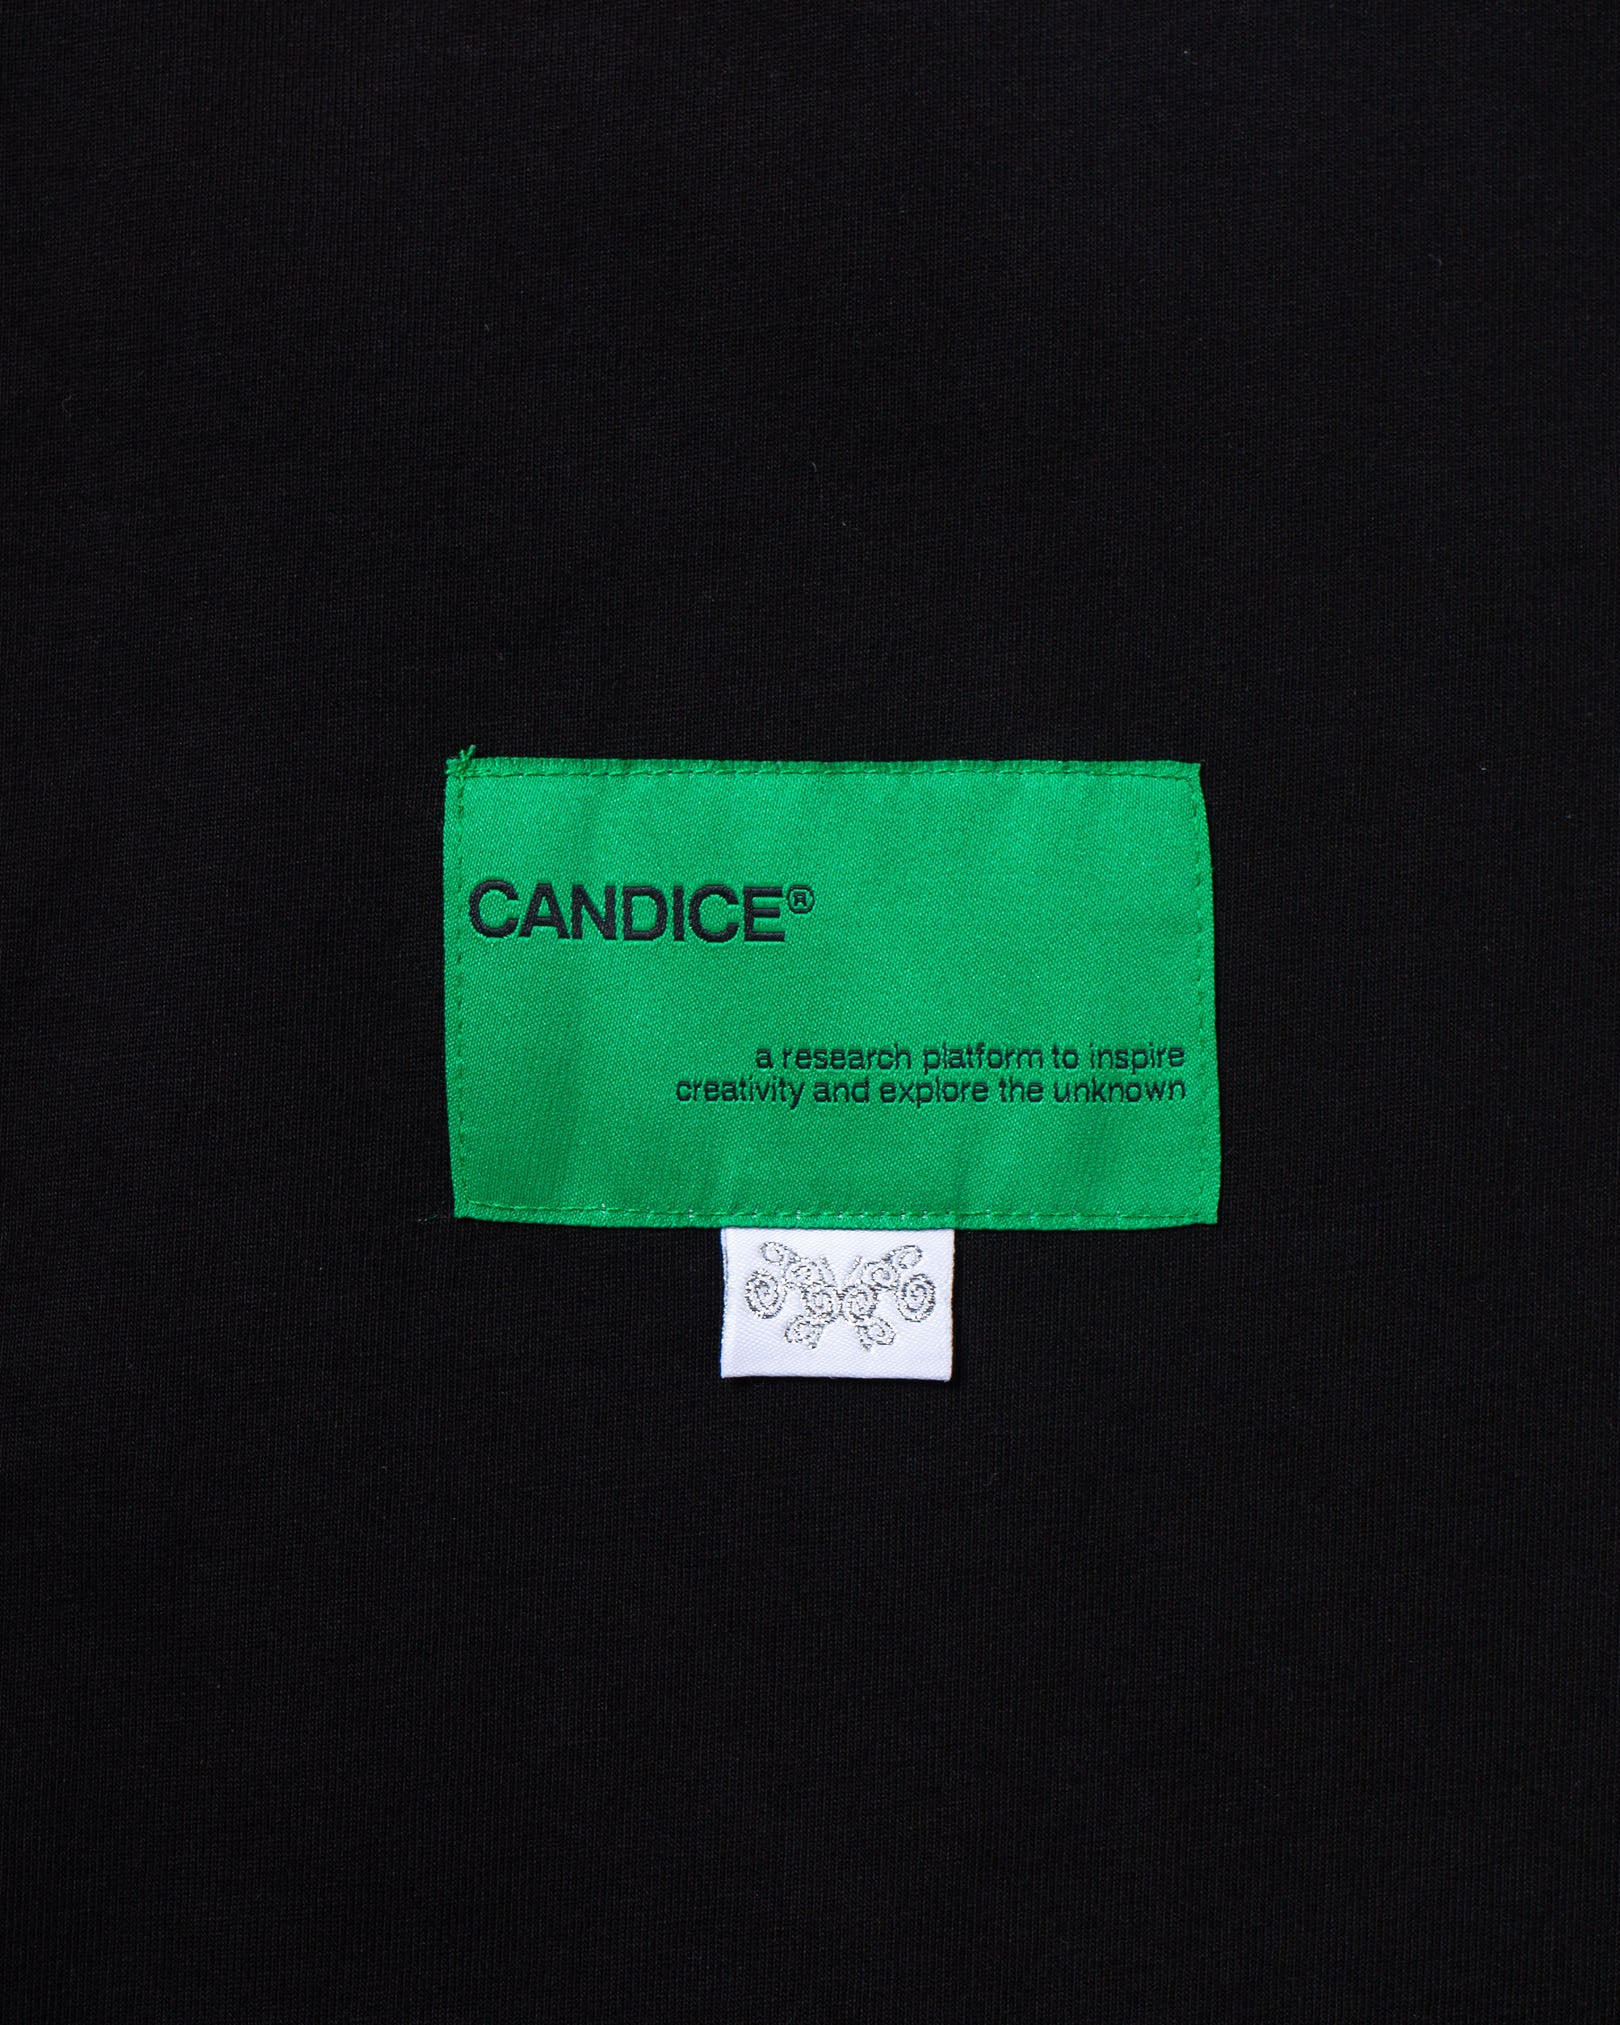 CANDICE®
a research platform to inspire
creativity and explore the unknown